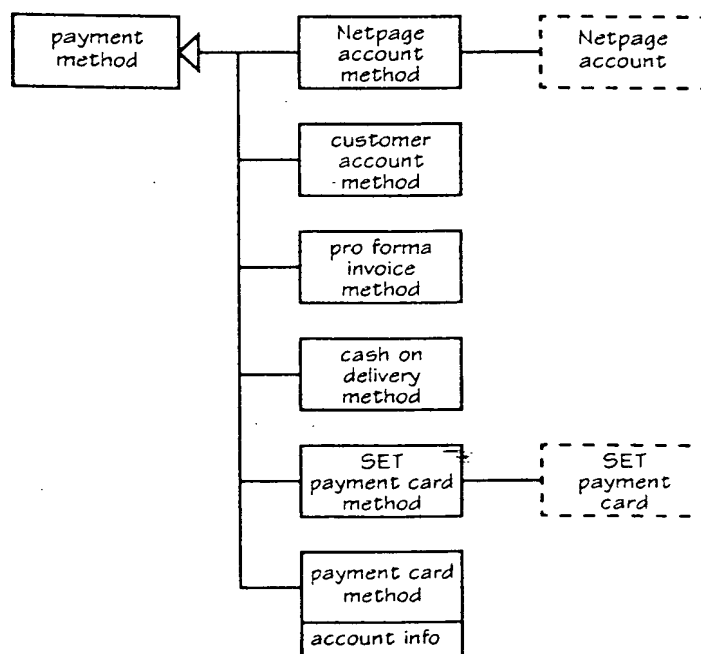 payment
method
Netpage
account
method
Netpage
account
customer
account
method
pro forma
invoice
method
cash on
delivery
method
SET
payment card
method
SET
payment
card
payment card
method
account info